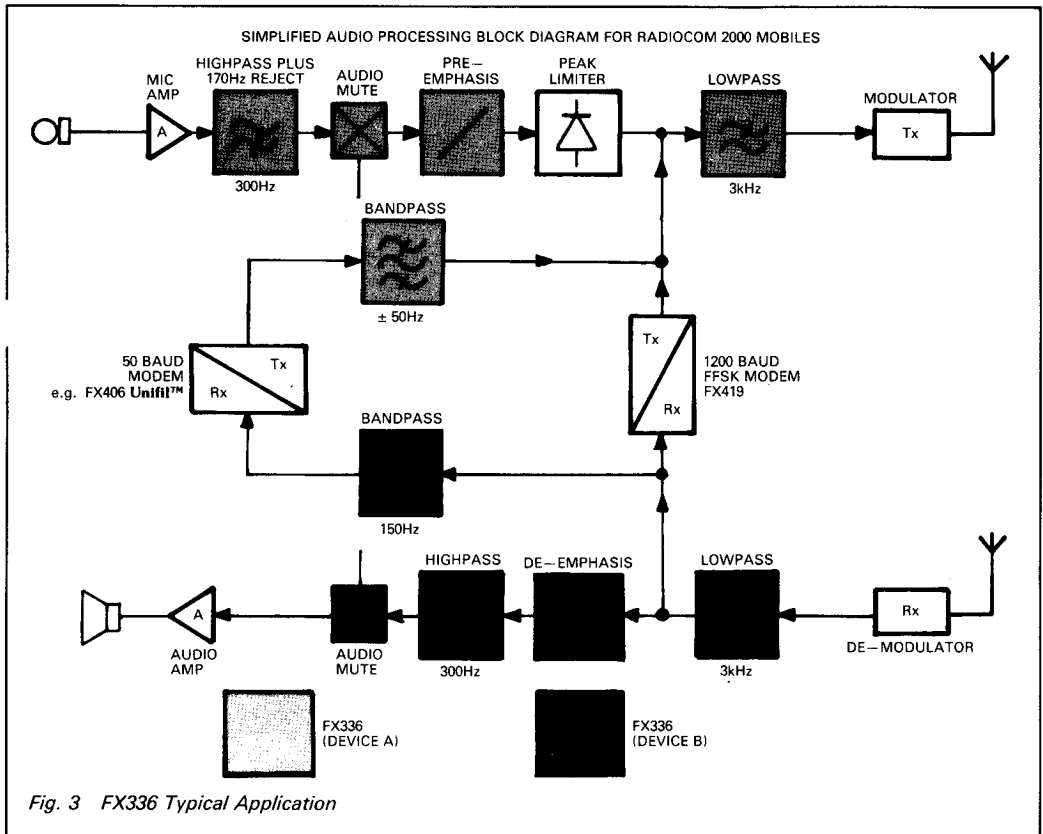 SIMPLIFIED AUDIO PROCESSING BLOCK DIAGRAM FOR RADIOCOM 2000 MOBILES
MIC
AMP
A
HIGHPASS PLUS
170Hz REJECT
300Hz
AUDIO
MUTE
PRE—
EMPHASIS
PEAK
LIMITER
LOWPASS
3kHz
MODULATOR
Tx
BANDPASS
± 50Hz
50 BAUD
MODEM
e.g. FX406 Unifil™
Tx
Rx
Tx
Rx
1200 BAUD
FFSK MODEM
FX419
BANDPASS
150Hz
A
AUDIO
AMP
AUDIO
MUTE
HIGHPASS
300Hz
DE—EMPHASIS
LOWPASS
3kHz
Rx
DE—MODULATOR
FX336
(DEVICE A)
FX336
(DEVICE B)
Fig. 3 FX336 Typical Application